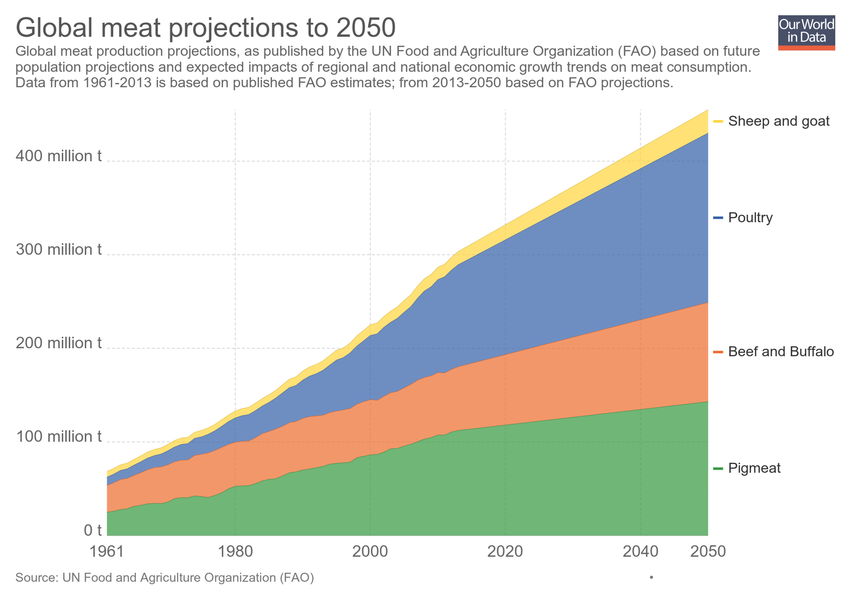 Global meat projections to 2050
Our World
in Data
Global meat production projections, as published by the UN Food and Agriculture Organization (FAO) based on future
population projections and expected impacts of regional and national economic growth trends on meat consumption.
Data from 1961-2013 is based on published FAO estimates; from 2013-2050 based on FAO projections.
400 million t
300 million t
200 million t
100 million t
0 t
Sheep and goat
Poultry
Beef and Buffalo
Pigmeat
1961
1980
2000
2020
2040
2050
Source: UN Food and Agriculture Organization (FAO)